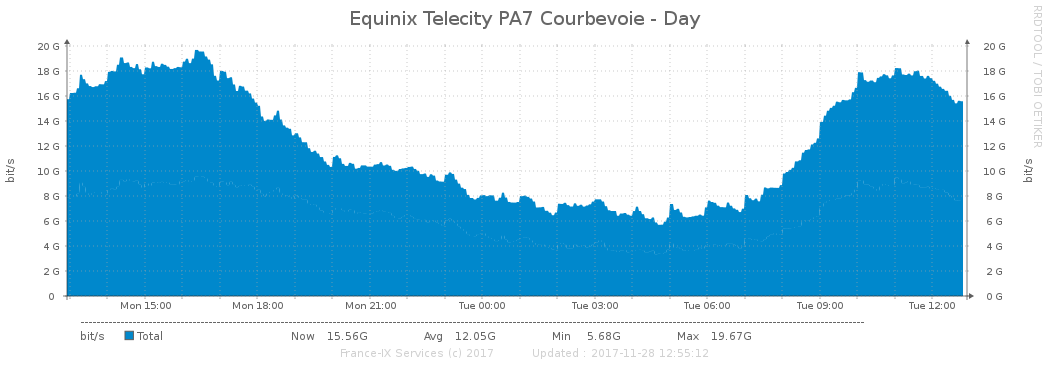 Equinix Telecity PA7 Courbevoie - Day
RRDTOOL / TOBI OETIKER
bit/s
20 G 20 G
18 G 18 G
16 G 16 G
14 G 14 G
12 G 12 G
10 G 10 G
8 G 8 G
6 G 6 G
4 G 4 G
2 G 2 G
0 0 G
bit/s
Mon 15:00 Mon 18:00 Mon 21:00 Tue 00:00 Tue 03:00 Tue 06:00 Tue 09:00 Tue 12:00
bit/s Total Now 15.56G Avg 12.05G Min 5.68G Max 19.67G
France-IX Services (c) 2017 Updated : 2017-11-28 12:55:12